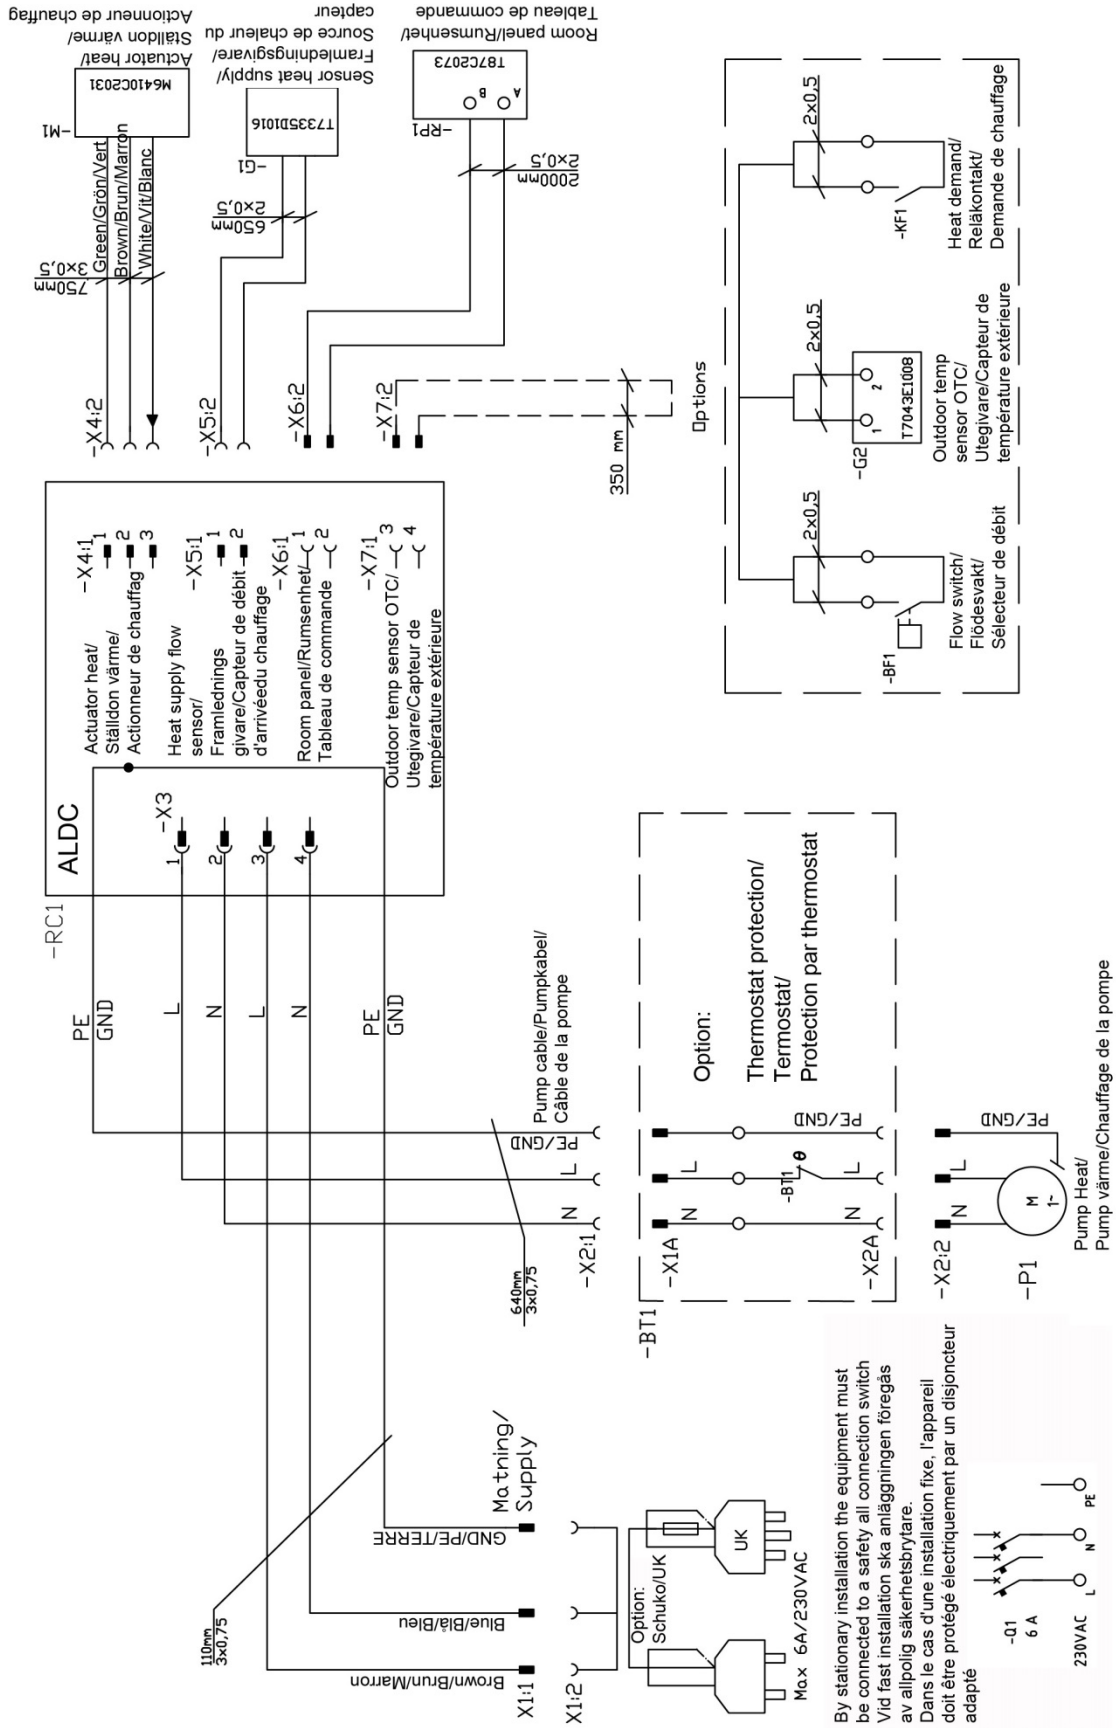 -RC1
ALDC
PE
GND
L
N
L
N
PE
GND
-X3
1
2
3
4
Actuator heat/
Ställdon värme/
Actionneur de chauffag
-X4:1
1
2
3
Heat supply flow
sensor/
Framlednings
givare/Capteur de débit
d'arrivéedu chauffage
-X5:1
1
2
Room panel/Rumsenhet/
Tableau de commande
-X6:1
1
2
Outdoor temp sensor OTC/
Utegivare/Capteur de
température extérieure
-X7:1
3
4
-X4:2
750mm
3x0,5
Green/Grön/Vert
Brown/Brun/Marron
White/Vit/Blanc
-M1
M6410C2031
Actuator heat/
Ställdon värme/
Actionneur de chauffag
-X5:2
650mm
2x0,5
-G1
T7335D1016
Sensor heat supply/
Framledningsgivare/
Source de chaleur du
capteur
-X6:2
2000mm
2x0,5
-RP1
B
A
T87C2073
Room panel/Rumsenhet/
Tableau de commande
-X7:2
350 mm
Options
2x0,5
-BF1
Flow switch/
Flödesvakt/
Sélecteur de débit
2x0,5
-G2
1
2
T7043E1008
Outdoor temp
sensor OTC/
Utegivare/Capteur de
température extérieure
2x0,5
-KF1
Heat demand/
Reläkontakt/
Demande de chauffage
110mm
3x0,75
Brown/Brun/Marron
Blue/Blå/Bleu
GND/PE/TERRE
X1:1
Matning/
Supply
X1:2
Option:
Schuko/UK
UK
Max 6A/230VAC
640mm
3x0,75
Pump cable/Pumpkabel/
Câble de la pompe
N
L
PE/GND
-X2:1
-BT1
-X1A
N
L
-BT1
θ
N
L
PE/GND
-X2A
Option:
Thermostat protection/
Termostat/
Protection par thermostat
-X2:2
N
L
PE/GND
-P1
M
1~
Pump Heat/
Pump värme/Chauffage de la pompe
By stationary installation the equipment must
be connected to a safety all connection switch
Vid fast installation ska anläggningen föregås
av allpolig säkerhetsbrytare.
Dans le cas d'une installation fixe, l'appareil
doit être protégé électriquement par un disjoncteur
adapté
-Q1
6 A
230VAC
L
N
PE